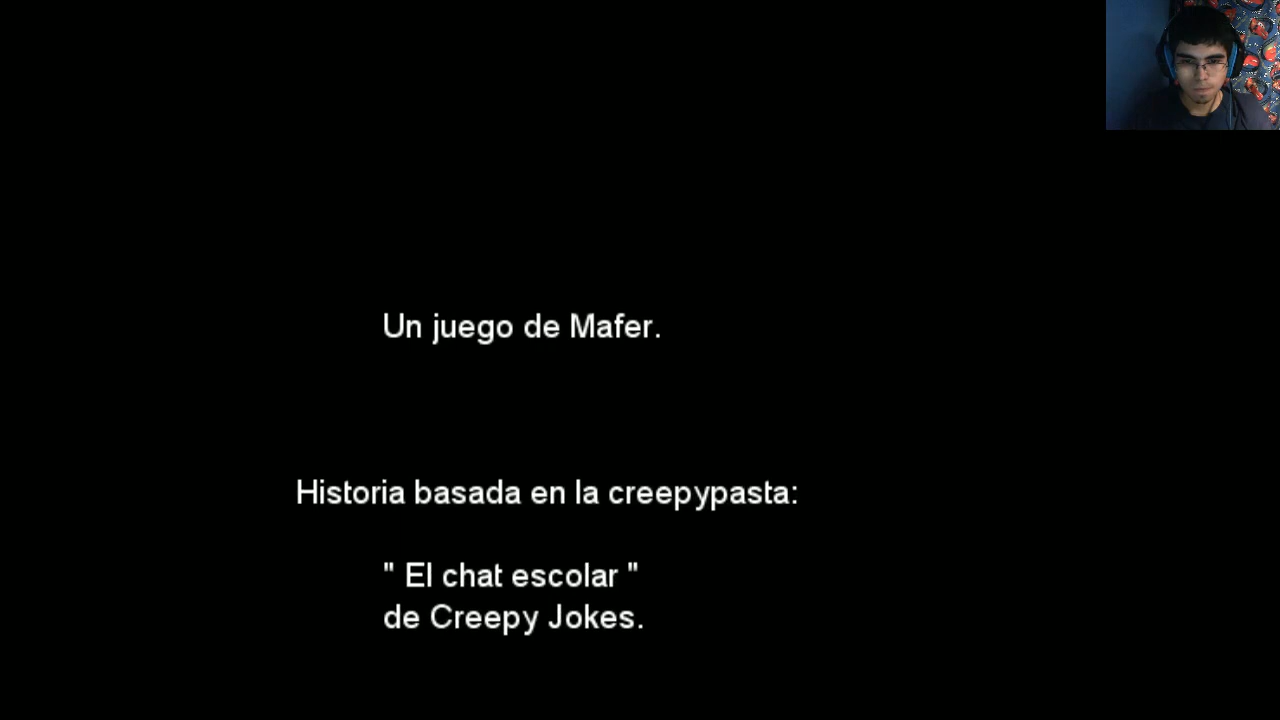 Un juego de Mafer.
Historia basada en la creepypasta:
" El chat escolar "
de Creepy Jokes.